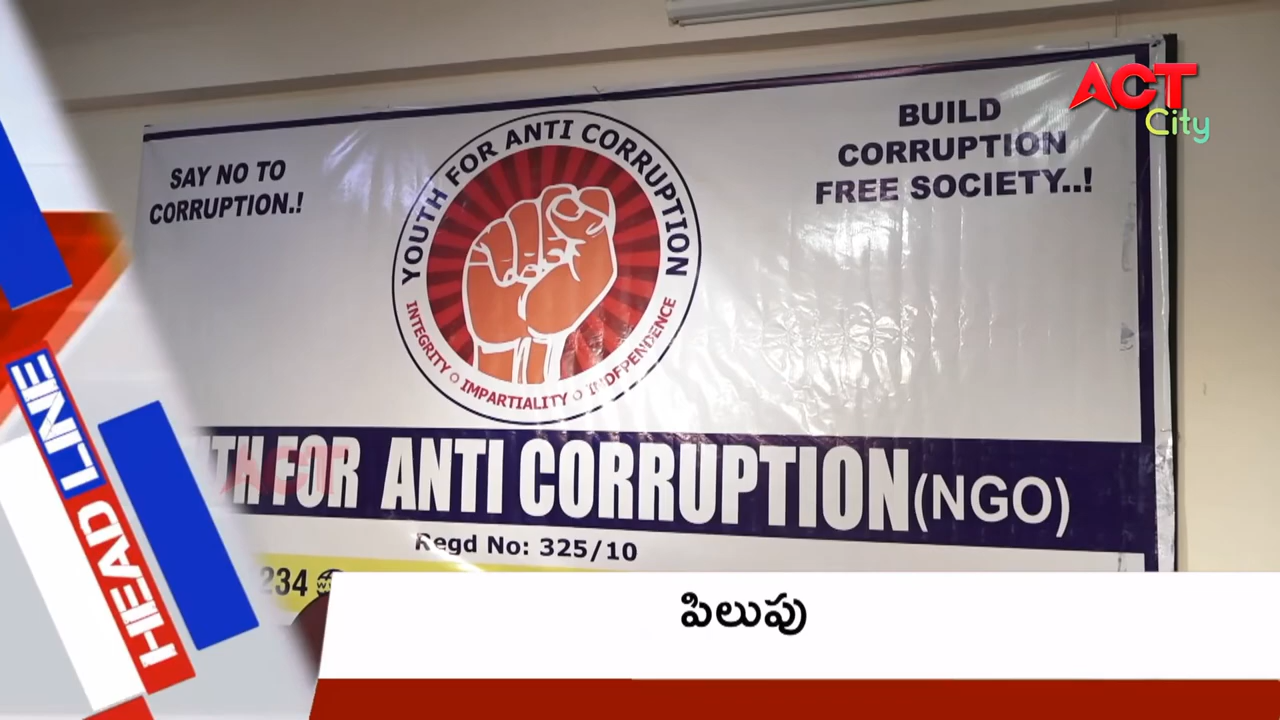 ACT
City
SAY NO TO
CORRUPTION.!
BUILD
CORRUPTION
FREE SOCIETY..!
YOUTH FOR ANTI CORRUPTION
INTEGRITY ○ IMPARTIALITY ○ INDEPENDENCE
FOR ANTI CORRUPTION(NGO)
Regd No: 325/10
234
HEAD LINE
పిలుపు